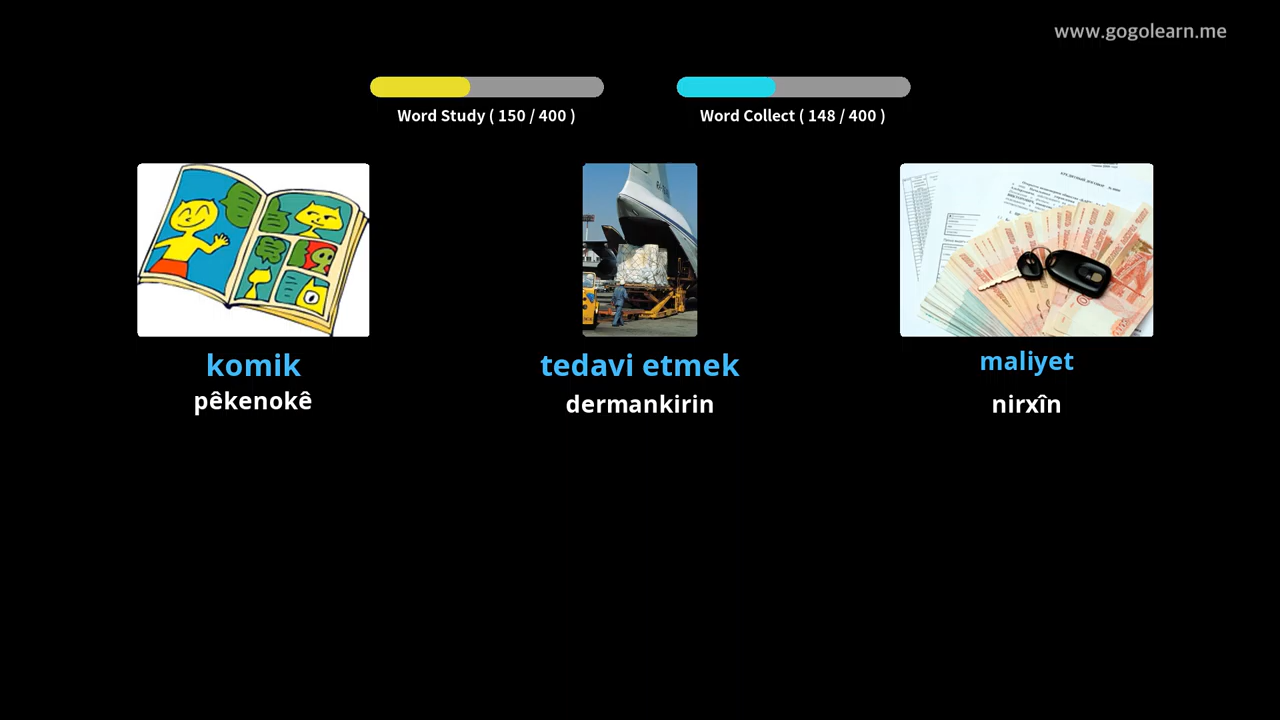 www.gogolearn.me
Word Study ( 150 / 400 )
Word Collect ( 148 / 400 )
komik
tedavi etmek
maliyet
pêkenokê
dermankirin
nirxîn